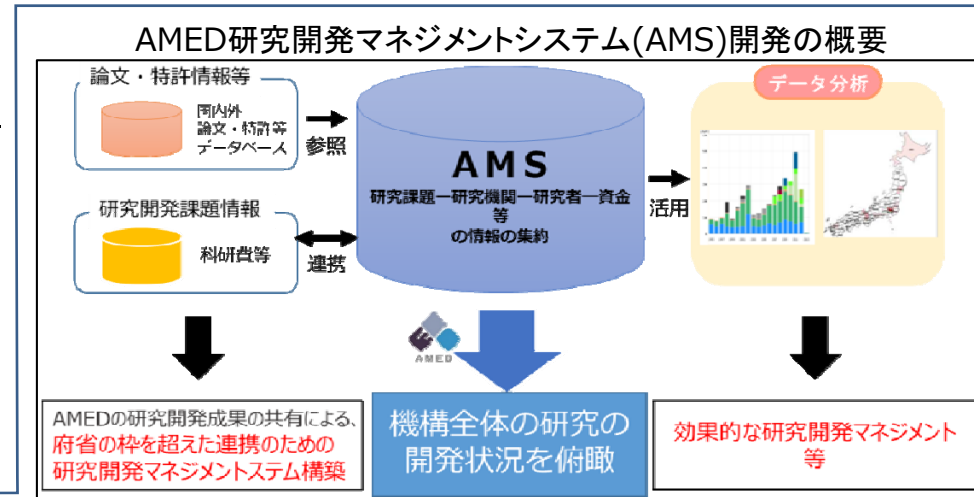 AMED研究開発マネジメントシステム(AMS)開発の概要
論文・特許情報等
国内外
論文・特許等
データベース
参照
研究開発課題情報
科研費等
連携
AMS
研究課題ー研究機関ー研究者ー資金
等
の情報の集約
活用
データ分析
AMED
AMEDの研究開発成果の共有による、
府省の枠を超えた連携のための
研究開発マネジメントステム構築
機構全体の研究の
開発状況を俯瞰
効果的な研究開発マネジメント
等